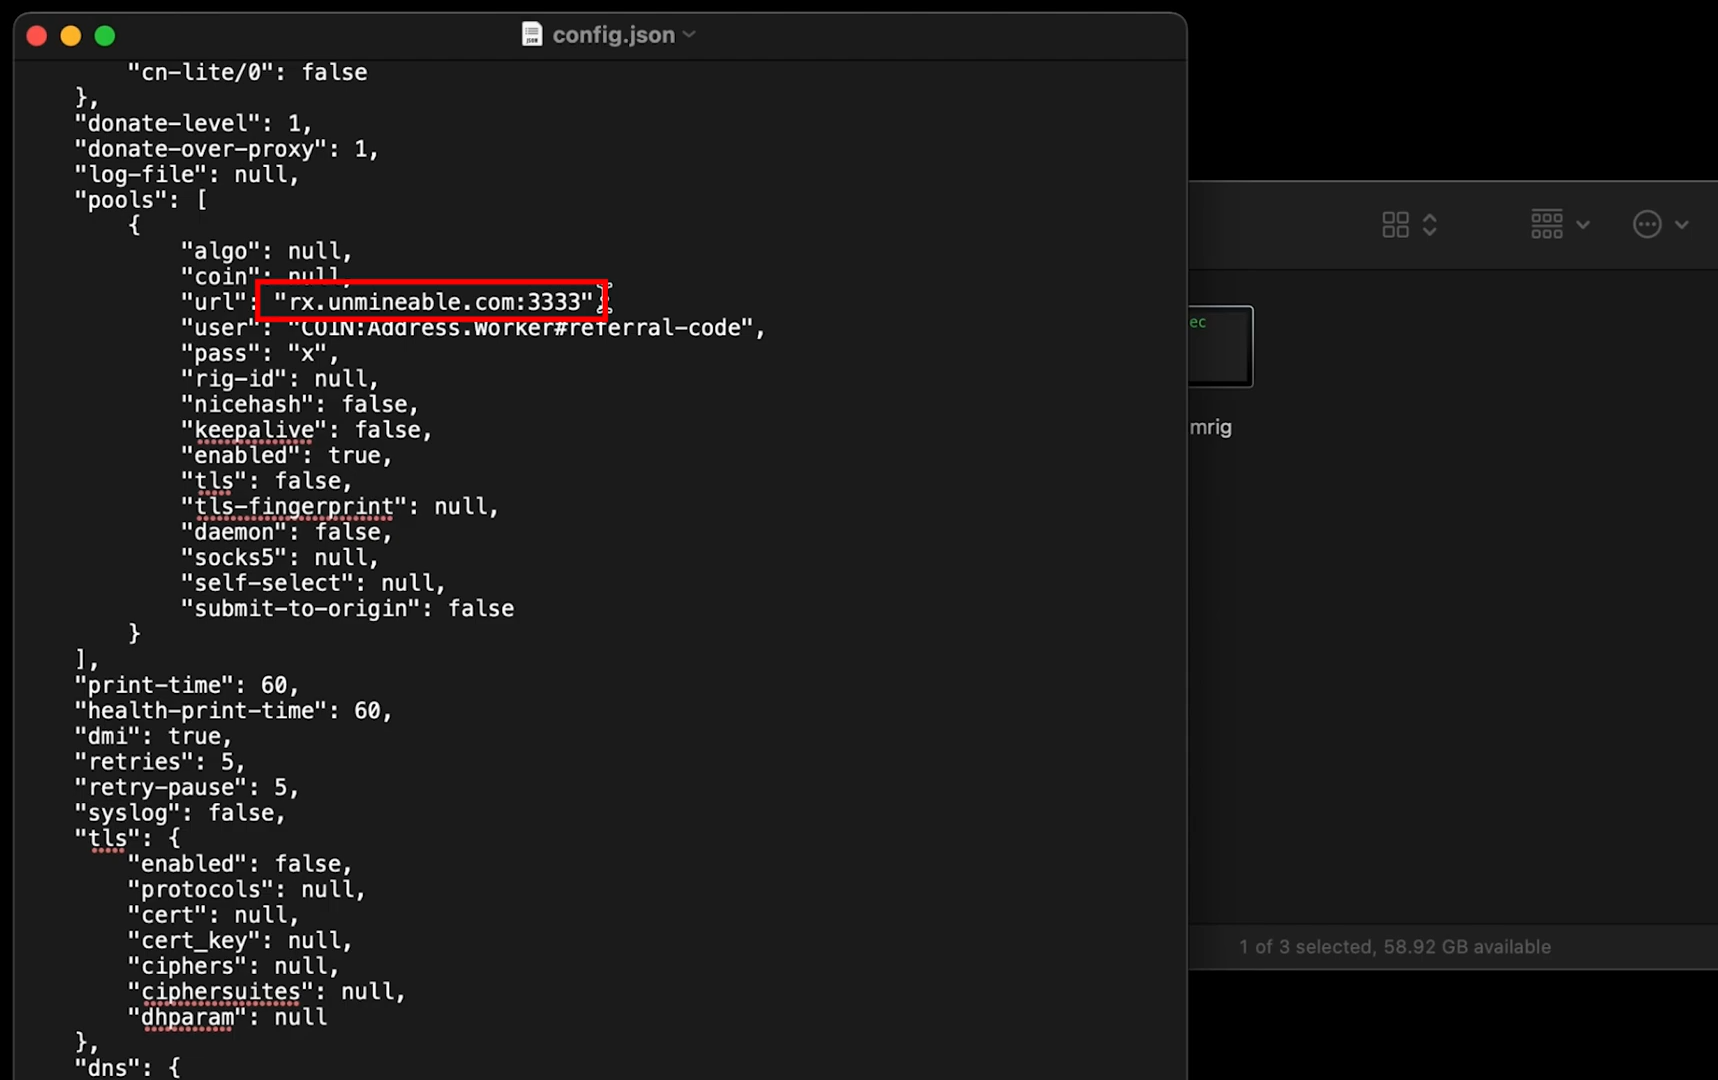 config.json
"cn-lite/0": false
},
"donate-level": 1,
"donate-over-proxy": 1,
"log-file": null,
"pools": [
{
"algo": null,
"coin": null,
"url": "rx.unmineable.com:3333",
"user": "COIN:Address.Worker#referral-code",
"pass": "x",
"rig-id": null,
"nicehash": false,
"keepalive": false,
"enabled": true,
"tls": false,
"tls-fingerprint": null,
"daemon": false,
"socks5": null,
"self-select": null,
"submit-to-origin": false
}
],
"print-time": 60,
"health-print-time": 60,
"dmi": true,
"retries": 5,
"retry-pause": 5,
"syslog": false,
"tls": {
"enabled": false,
"protocols": null,
"cert": null,
"cert_key": null,
"ciphers": null,
"ciphersuites": null,
"dhparam": null
},
"dns": {
ec
mrig
1 of 3 selected, 58.92 GB available